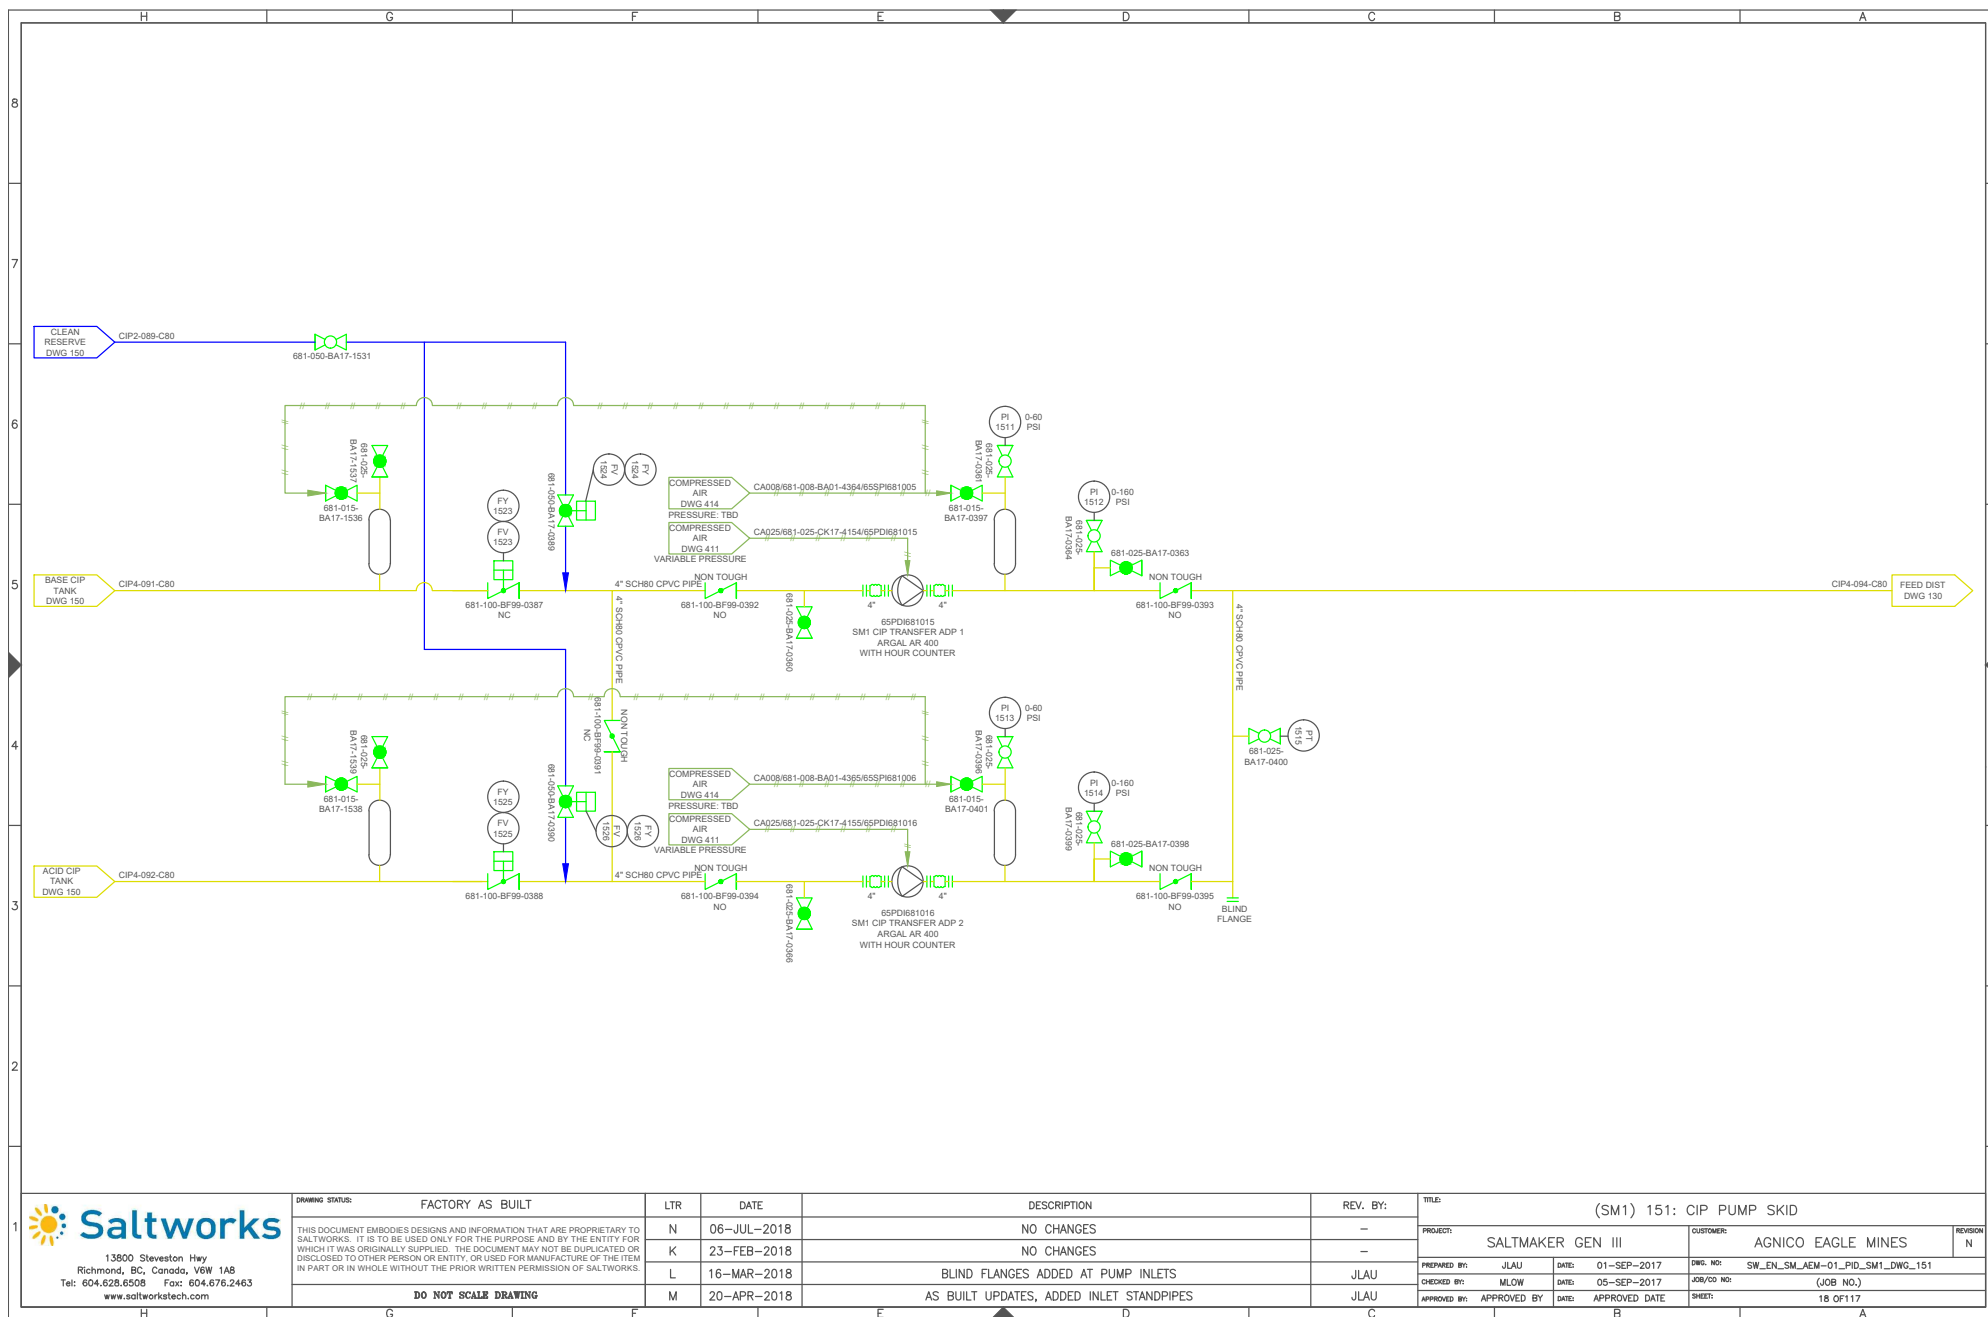 H G F E D C B A
8
7
6
5
4
3
2
1
CLEAN
RESERVE
DWG 150
CIP2-089-C80
681-050-BA17-1531
681-025-
BA17-1537
681-015-
BA17-1536
FY
1523
FV
1523
681-050-BA17-0389
FV
1524
FY
1524
COMPRESSED
AIR
DWG 414
PRESSURE: TBD
CA008/681-008-BA01-4364/65SPI681005
COMPRESSED
AIR
DWG 411
VARIABLE PRESSURE
CA025/681-025-CK17-4154/65PDI681015
PI
1511
0-60
PSI
681-025-
BA17-0361
681-015-
BA17-0397
PI
1512
0-160
PSI
681-025-
BA17-0364
681-025-BA17-0363
BASE CIP
TANK
DWG 150
CIP4-091-C80
681-100-BF99-0387
NC
4" SCH80 CPVC PIPE
4" SCH80 CPVC PIPE
NON TOUGH
681-100-BF99-0392
NO
681-025-BA17-0360
4"
4"
65PDI681015
SM1 CIP TRANSFER ADP 1
ARGAL AR 400
WITH HOUR COUNTER
NON TOUGH
681-100-BF99-0393
NO
4" SCH80 CPVC PIPE
CIP4-094-C80
FEED DIST
DWG 130
681-025-
BA17-1539
681-015-
BA17-1538
FY
1525
FV
1525
681-050-BA17-0390
NON TOUGH
681-100-BF99-0391
NC
FV
1526
FY
1526
COMPRESSED
AIR
DWG 414
PRESSURE: TBD
CA008/681-008-BA01-4365/65SPI681006
COMPRESSED
AIR
DWG 411
VARIABLE PRESSURE
CA025/681-025-CK17-4155/65PDI681016
PI
1513
0-60
PSI
681-025-
BA17-0396
681-015-
BA17-0401
PI
1514
0-160
PSI
681-025-
BA17-0399
681-025-BA17-0398
PT
1515
681-025-
BA17-0400
ACID CIP
TANK
DWG 150
CIP4-092-C80
681-100-BF99-0388
4" SCH80 CPVC PIPE
NON TOUGH
681-100-BF99-0394
NO
681-025-BA17-0366
4"
4"
65PDI681016
SM1 CIP TRANSFER ADP 2
ARGAL AR 400
WITH HOUR COUNTER
NON TOUGH
681-100-BF99-0395
NO
BLIND
FLANGE
Saltworks
13800 Steveston Hwy
Richmond, BC, Canada, V6W 1A8
Tel: 604.628.6508 Fax: 604.676.2463
www.saltworkstech.com
DRAWING STATUS: FACTORY AS BUILT
THIS DOCUMENT EMBODIES DESIGNS AND INFORMATION THAT ARE PROPRIETARY TO
SALTWORKS. IT IS TO BE USED ONLY FOR THE PURPOSE AND BY THE ENTITY FOR
WHICH IT WAS ORIGINALLY SUPPLIED. THE DOCUMENT MAY NOT BE DUPLICATED OR
DISCLOSED TO OTHER PERSON OR ENTITY, OR USED FOR MANUFACTURE OF THE ITEM
IN PART OR IN WHOLE WITHOUT THE PRIOR WRITTEN PERMISSION OF SALTWORKS.
DO NOT SCALE DRAWING
LTR DATE DESCRIPTION REV. BY:
N 06-JUL-2018 NO CHANGES -
K 23-FEB-2018 NO CHANGES -
L 16-MAR-2018 BLIND FLANGES ADDED AT PUMP INLETS JLAU
M 20-APR-2018 AS BUILT UPDATES, ADDED INLET STANDPIPES JLAU
TITLE:
(SM1) 151: CIP PUMP SKID
PROJECT: SALTMAKER GEN III
CUSTOMER: AGNICO EAGLE MINES
REVISION
N
PREPARED BY: JLAU DATE: 01-SEP-2017 DWG. NO: SW_EN_SM_AEM-01_PID_SM1_DWG_151
CHECKED BY: MLOW DATE: 05-SEP-2017 JOB/CO NO: (JOB NO.)
APPROVED BY: APPROVED BY DATE: APPROVED DATE SHEET: 18 OF117
H G F E D C B A